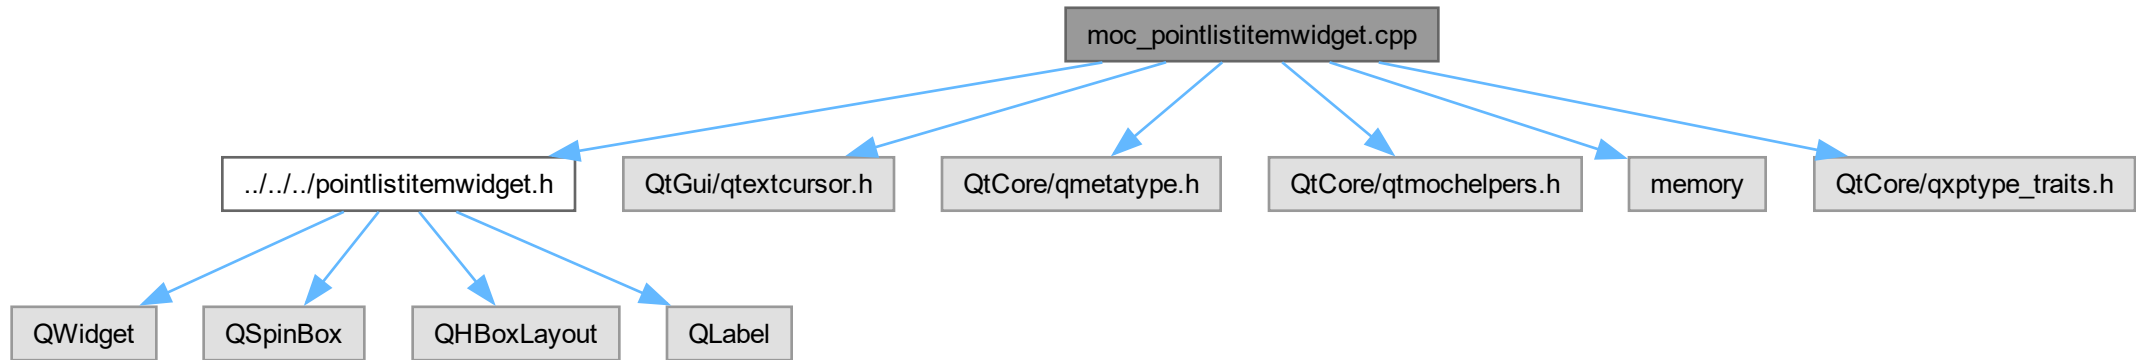 moc_pointlistitemwidget.cpp
../../../pointlistitemwidget.h
QtGui/qtextcursor.h
QtCore/qmetatype.h
QtCore/qtmochelpers.h
memory
QtCore/qxptype_traits.h
QWidget
QSpinBox
QHBoxLayout
QLabel